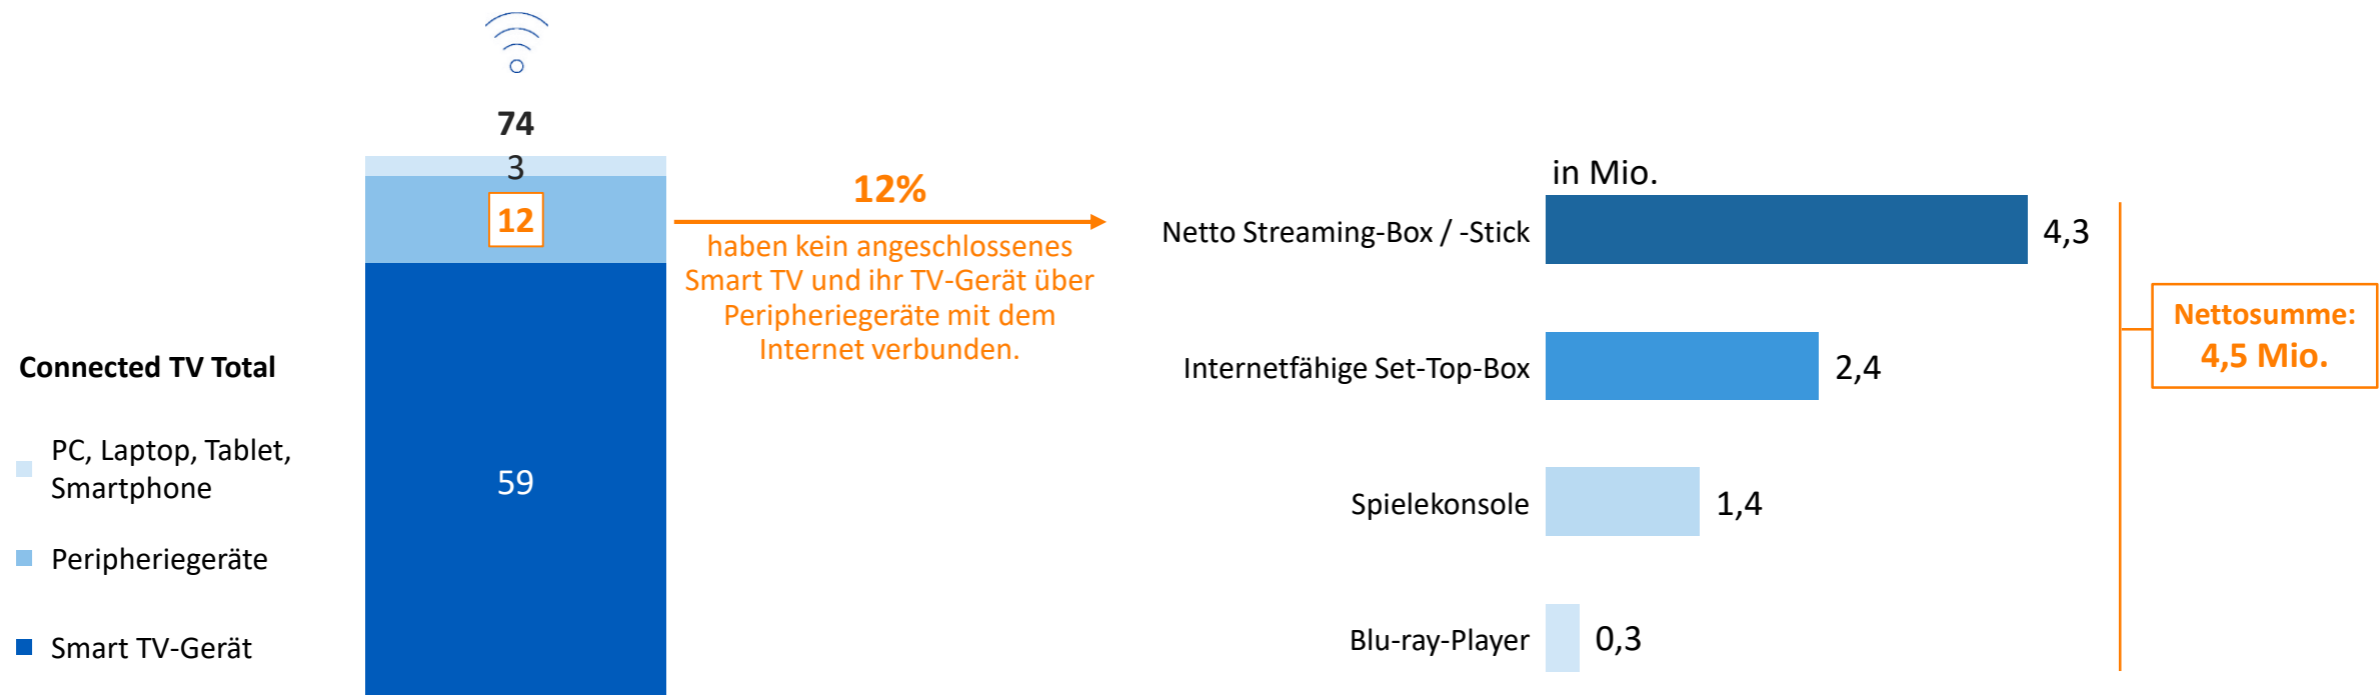 74
3
12
59
Connected TV Total
PC, Laptop, Tablet,
Smartphone
Peripheriegeräte
Smart TV-Gerät
12%
haben kein angeschlossenes
Smart TV und ihr TV-Gerät über
Peripheriegeräte mit dem
Internet verbunden.
in Mio.
Netto Streaming-Box / -Stick 4,3
Internetfähige Set-Top-Box 2,4
Spielekonsole 1,4
Blu-ray-Player 0,3
Nettosumme:
4,5 Mio.